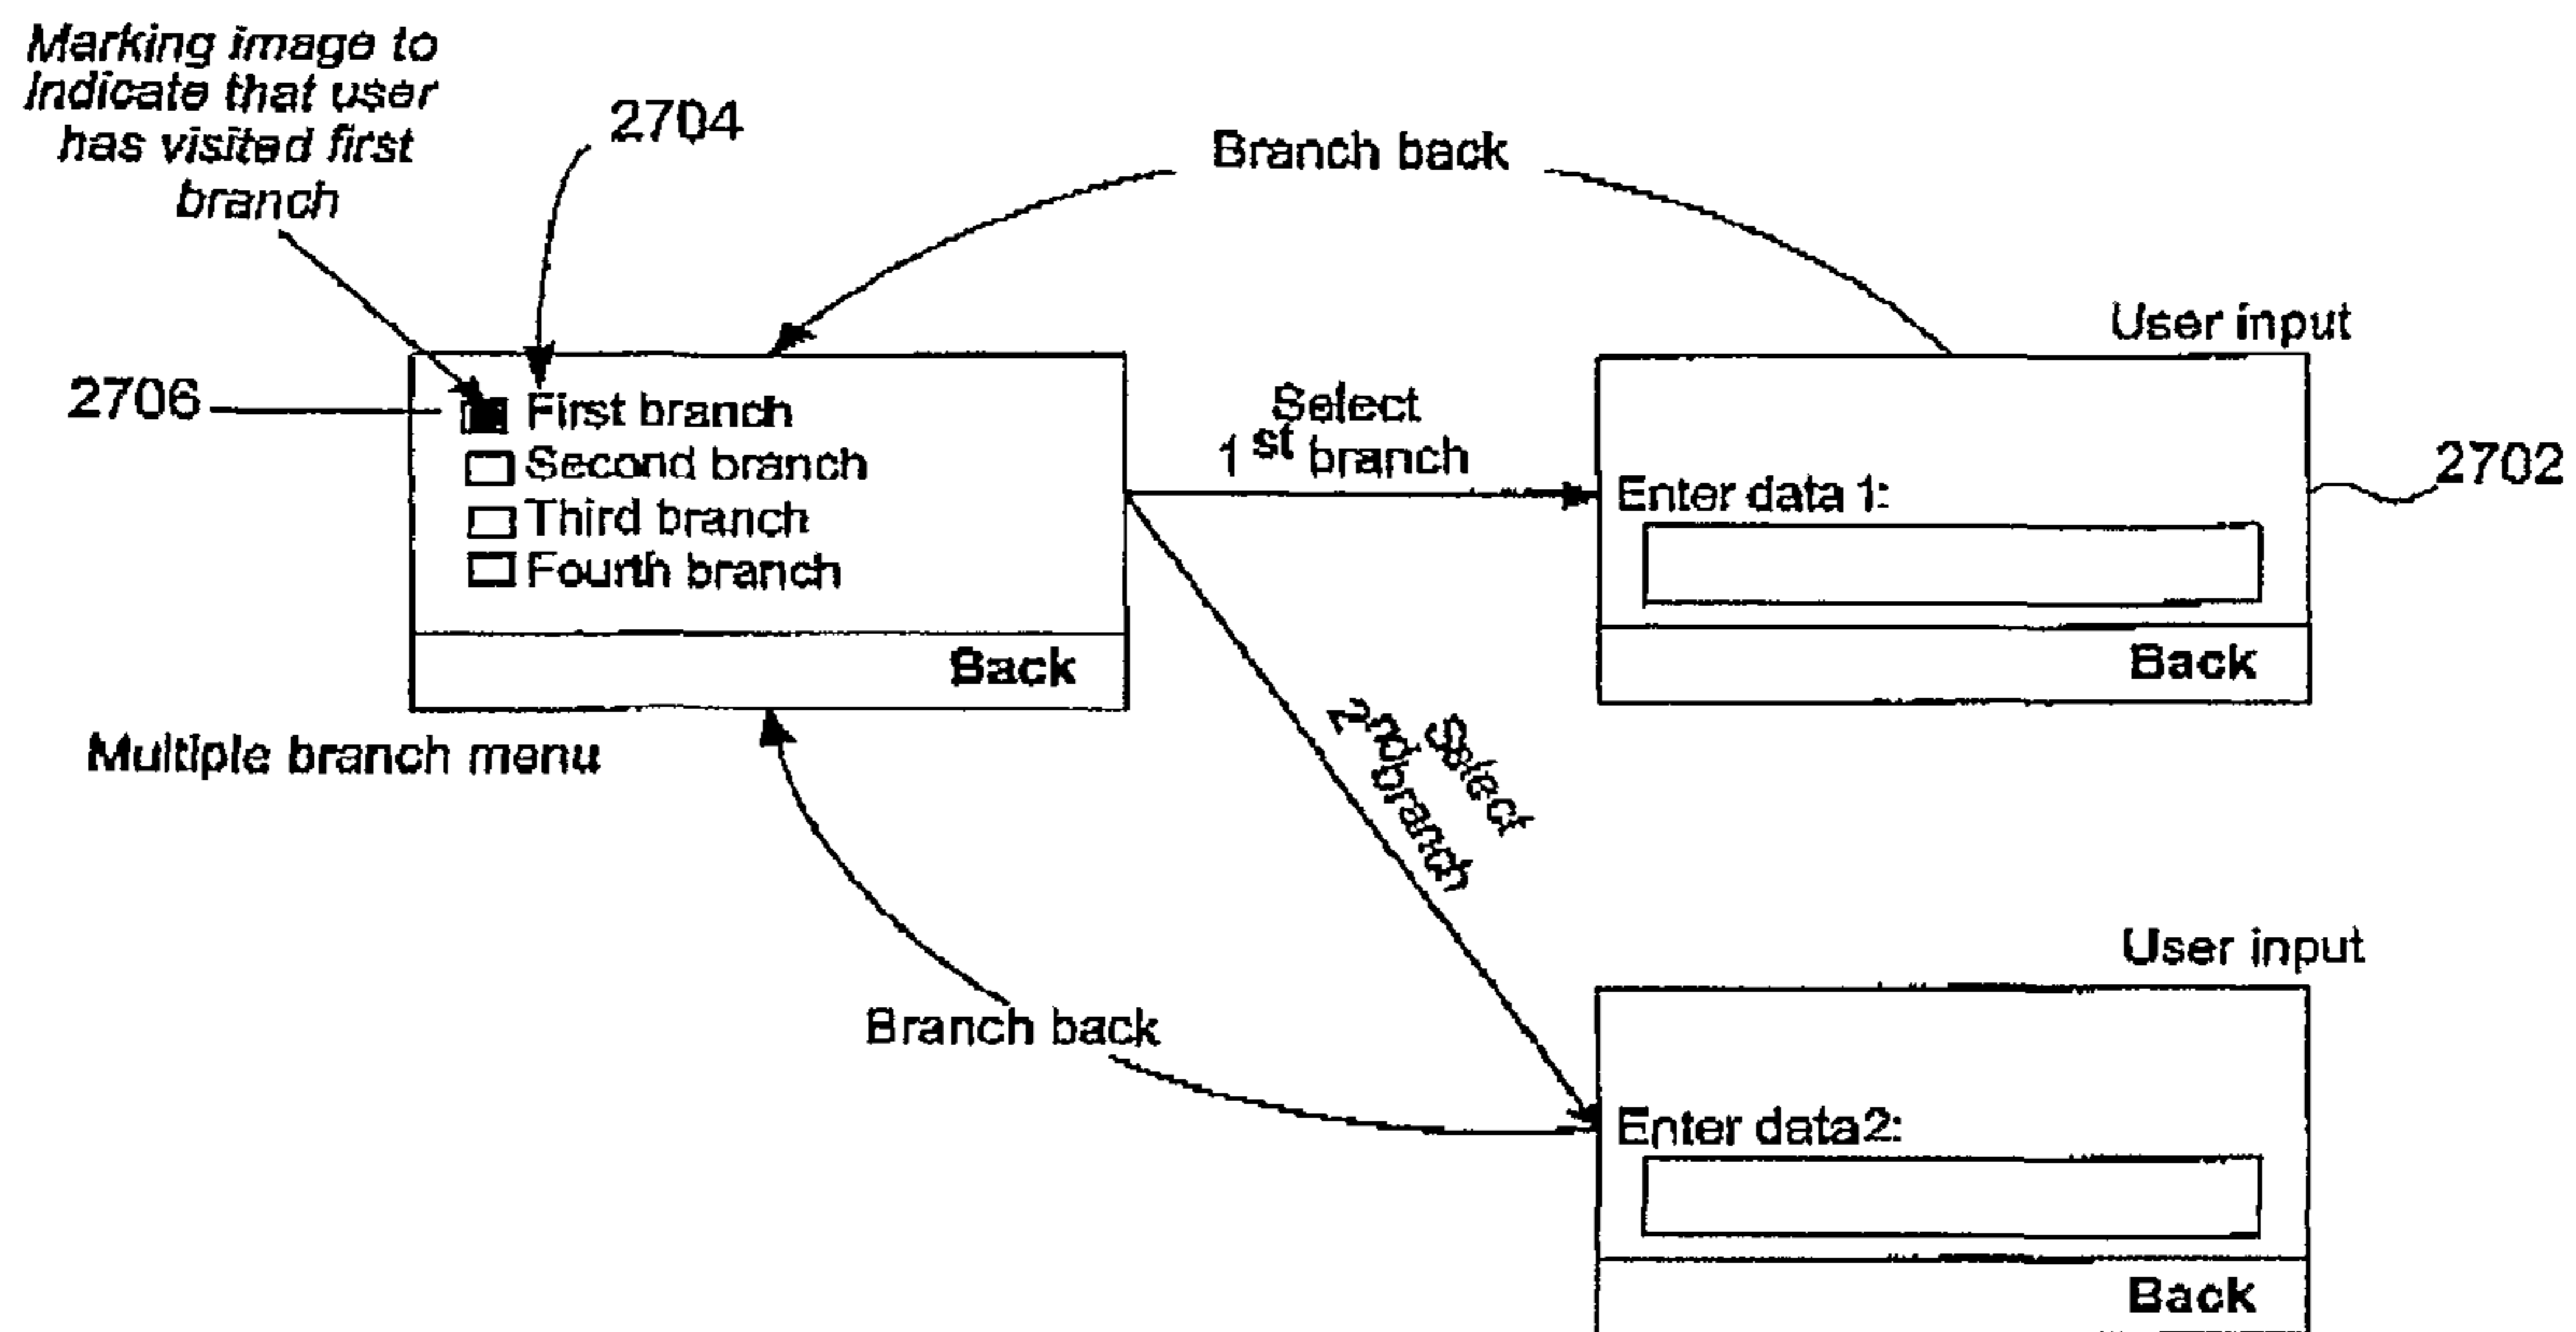 Marking image to
indicate that user
has visited first
branch
2704
Branch back
User input
2706
First branch
Second branch
Third branch
Fourth branch
Back
Multiple branch menu
Select
1st branch
Enter data 1:
2702
Back
Select
2nd branch
Branch back
User input
Enter data2:
Back